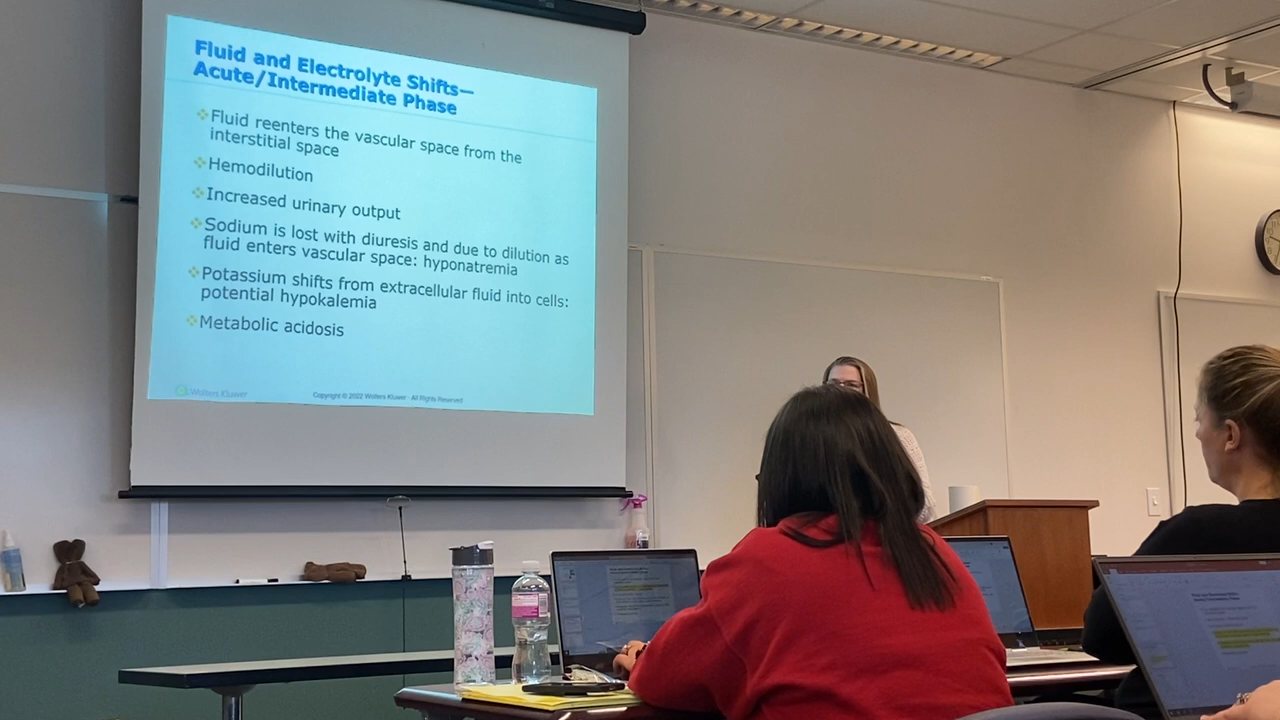 Fluid and Electrolyte Shifts—
Acute/Intermediate Phase
Fluid reenters the vascular space from the
interstitial space
Hemodilution
Increased urinary output
Sodium is lost with diuresis and due to dilution as
fluid enters vascular space: hyponatremia
Potassium shifts from extracellular fluid into cells:
potential hypokalemia
Metabolic acidosis
Wolters Kluwer
Copyright © 2022 Wolters Kluwer · All Rights Reserved